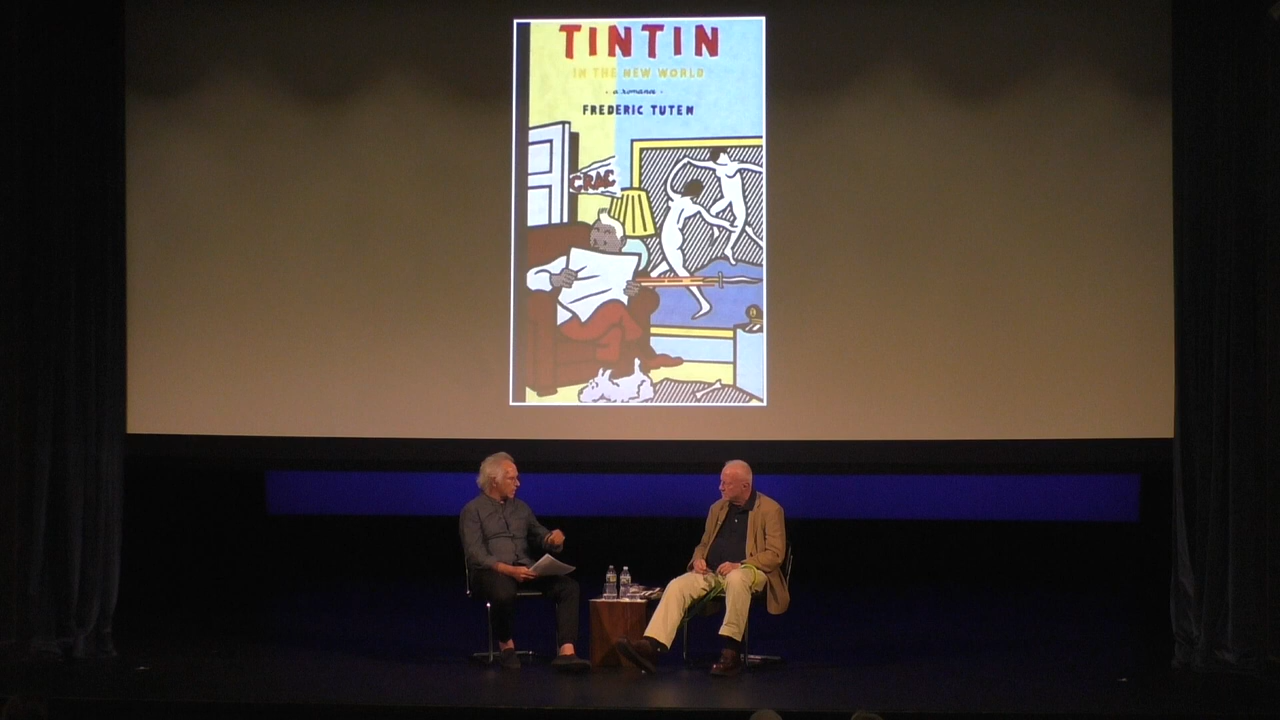 TINTIN
IN THE NEW WORLD
- a romance -
FREDERIC TUTEN
CRAC